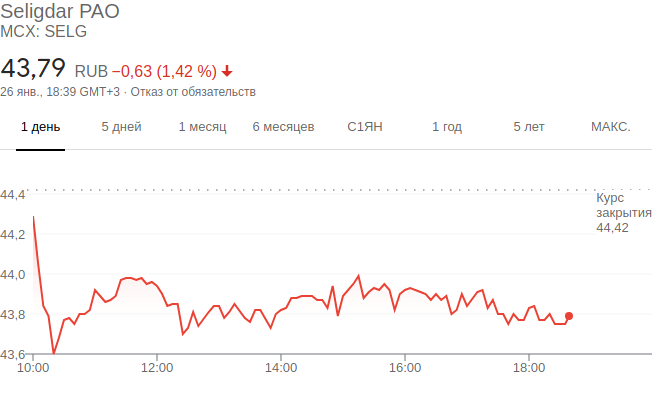 Seligdar PAO
MCX: SELG
43,79 RUB −0,63 (1,42 %)
26 янв., 18:39 GMT+3 · Отказ от обязательств
1 день 5 дней 1 месяц 6 месяцев С1ЯН 1 год 5 лет МАКС.
44,4
Курс
закрытия
44,42
44,2
44,0
43,8
43,6
10:00 12:00 14:00 16:00 18:00